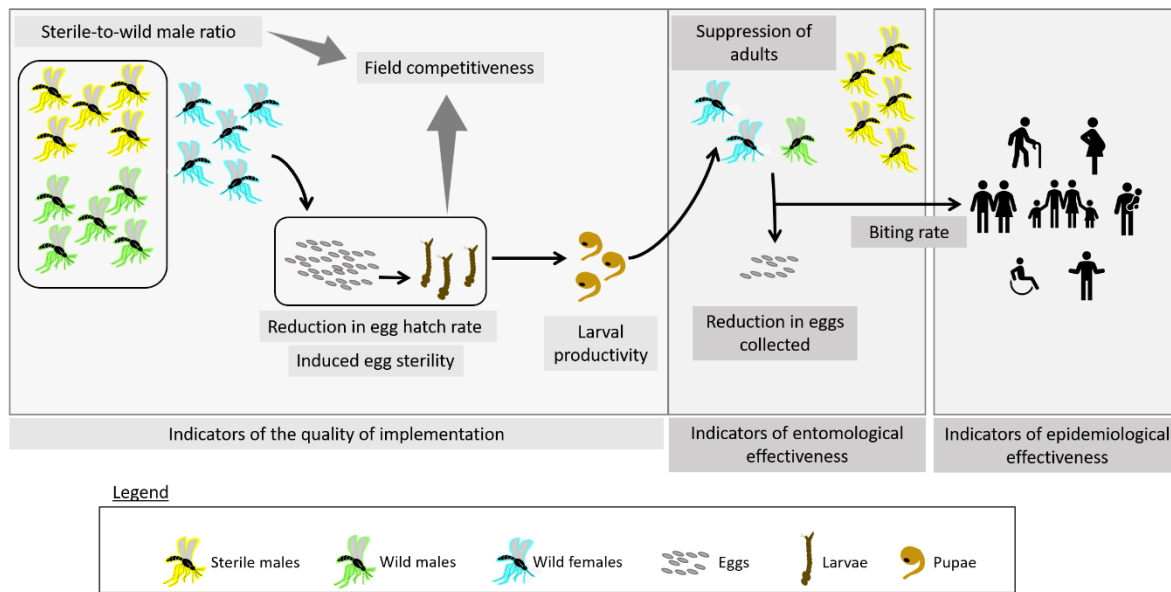 Sterile-to-wild male ratio
Field competitiveness
Reduction in egg hatch rate
Induced egg sterility
Larval
productivity
Suppression of
adults
Reduction in eggs
collected
Biting rate
Indicators of the quality of implementation
Indicators of entomological
effectiveness
Indicators of epidemiological
effectiveness
Legend
Sterile males
Wild males
Wild females
Eggs
Larvae
Pupae